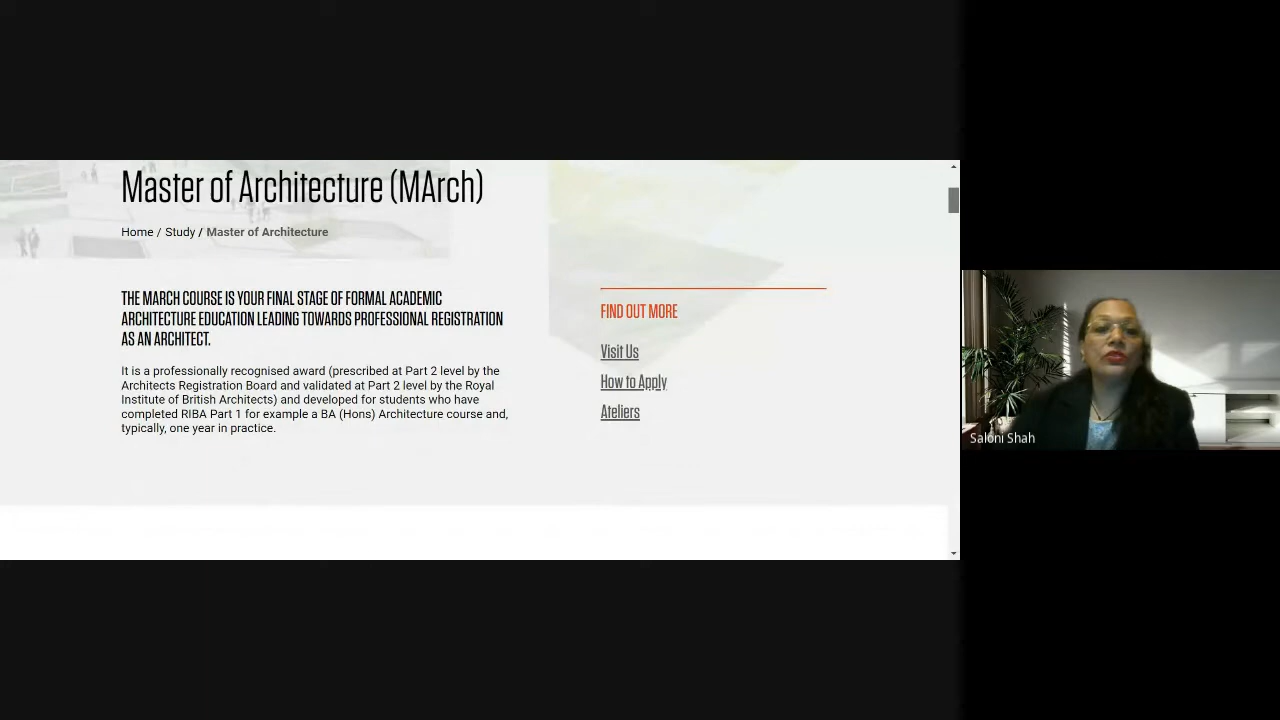 Master of Architecture (MArch)
Home / Study / Master of Architecture
THE MARCH COURSE IS YOUR FINAL STAGE OF FORMAL ACADEMIC
ARCHITECTURE EDUCATION LEADING TOWARDS PROFESSIONAL REGISTRATION
AS AN ARCHITECT.
It is a professionally recognised award (prescribed at Part 2 level by the
Architects Registration Board and validated at Part 2 level by the Royal
Institute of British Architects) and developed for students who have
completed RIBA Part 1 for example a BA (Hons) Architecture course and,
typically, one year in practice.
FIND OUT MORE
Visit Us
How to Apply
Ateliers
Saloni Shah